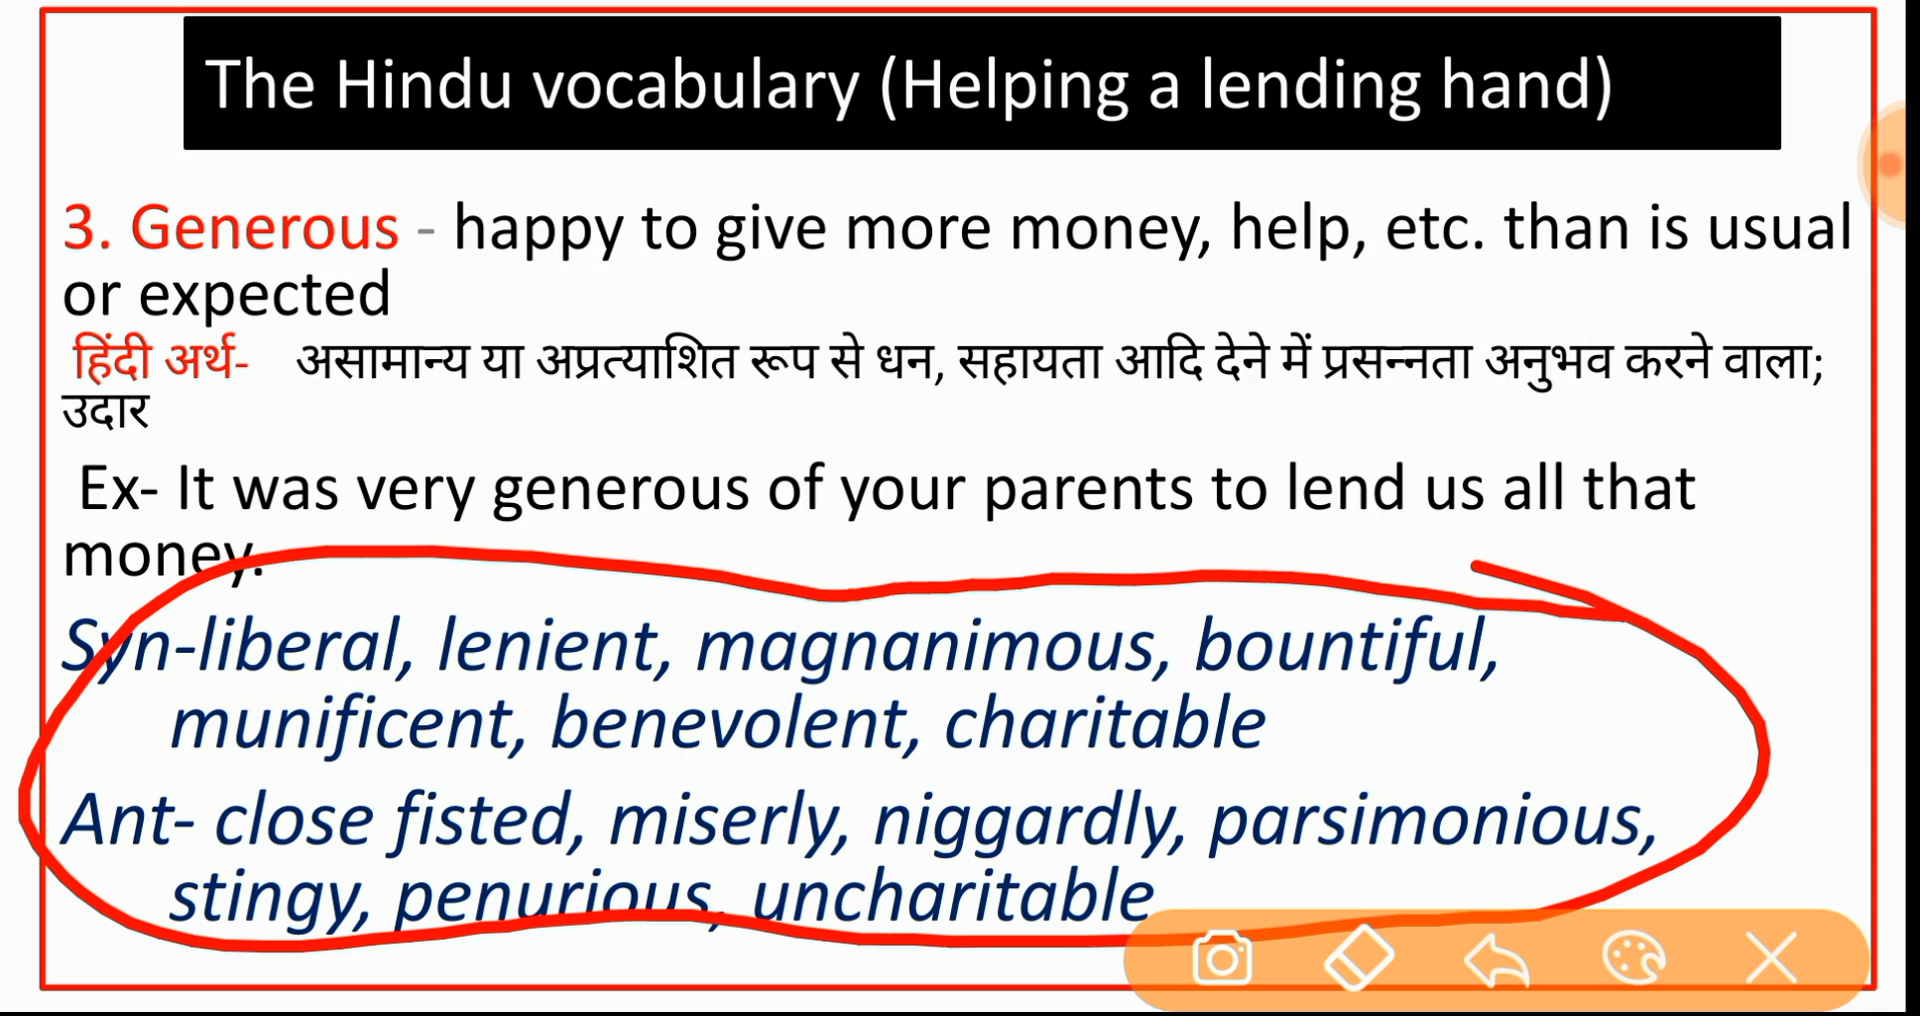 The Hindu vocabulary (Helping a lending hand)
3. Generous - happy to give more money, help, etc. than is usual
or expected
हिंदी अर्थ- असामान्य या अप्रत्याशित रूप से धन, सहायता आदि देने में प्रसन्नता अनुभव करने वाला;
उदार
Ex- It was very generous of your parents to lend us all that
money.
Syn-liberal, lenient, magnanimous, bountiful,
munificent, benevolent, charitable
Ant- close fisted, miserly, niggardly, parsimonious,
stingy, penurious, uncharitable